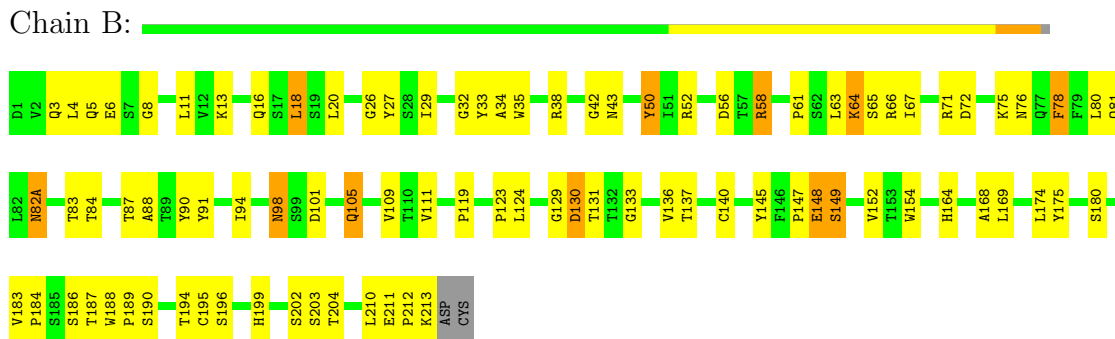 Chain B:
D1 V2 Q3 L4 Q5 E6 S7 G8 L11 V12 K13 Q16 S17 L18 S19 L20 G26 Y27 S28 I29 G32 Y33 A34 W35 R38 G42 N43 Y50 I51 R52 D56 T57 R58 P61 S62 L63 K64 S65 R66 I67 R71 D72 K75 N76 Q77 F78 F79 L80
L82 N82A T83 T84 T87 A88 T89 Y90 Y91 I94 N98 S99 D101 Q105 V109 T110 V111 P119 P123 L124 G129 D130 T131 T132 G133 V136 T137 C140 Y145 F146 P147 E148 S149 V152 T153 W154 H164 A168 L169 L174 Y175 S180
V183 P184 S185 S186 T187 W188 P189 S190 T194 C195 S196 H199 S202 S203 T204 L210 E211 P212 K213 ASP CYS